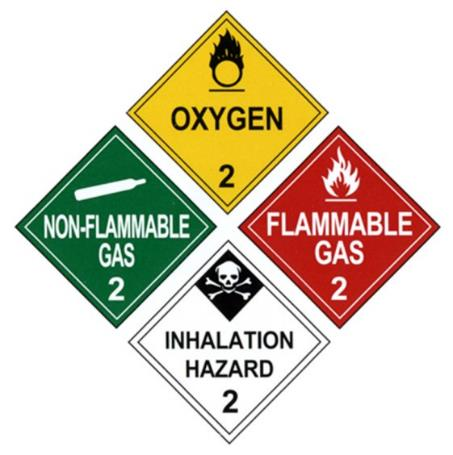 OXYGEN
2
NON-FLAMMABLE
GAS
2
FLAMMABLE
GAS
2
INHALATION
HAZARD
2